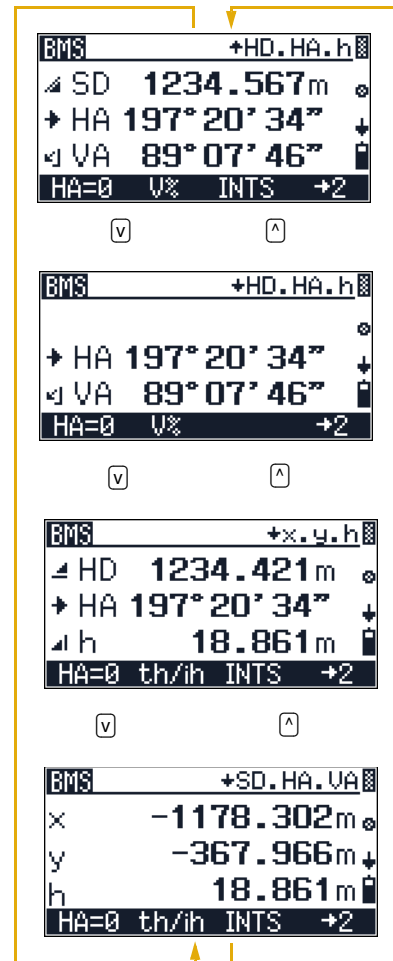 BMS +HD.HA.h
SD 1234.567m
HA 197°20'34"
VA 89°07'46"
HA=0 V% INTS →2
v ^
BMS +HD.HA.h
HA 197°20'34"
VA 89°07'46"
HA=0 V% →2
v ^
BMS +x.y.h
HD 1234.421m
HA 197°20'34"
h 18.861m
HA=0 th/ih INTS →2
v ^
BMS +SD.HA.VA
x -1178.302m
y -367.966m
h 18.861m
HA=0 th/ih INTS →2